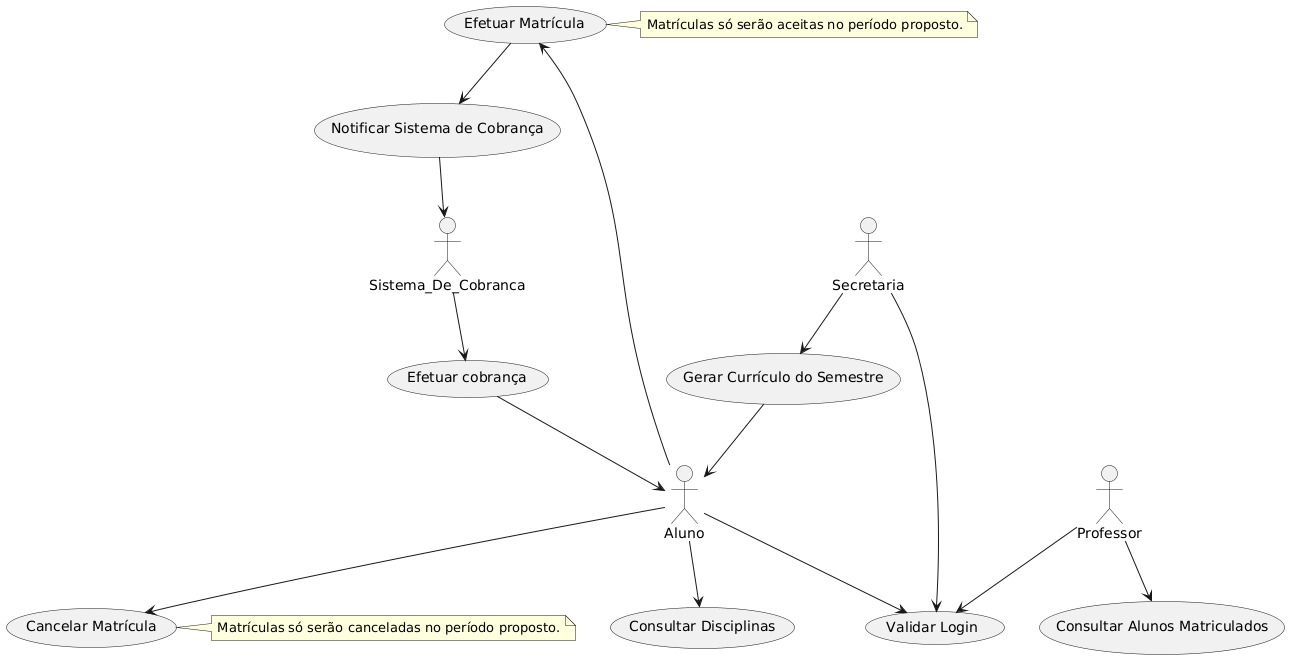 Efetuar Matrícula
Matrículas só serão aceitas no período proposto.
Notificar Sistema de Cobrança
Sistema_De_Cobranca
Secretaria
Efetuar cobrança
Gerar Currículo do Semestre
Aluno
Professor
Cancelar Matrícula
Matrículas só serão canceladas no período proposto.
Consultar Disciplinas
Validar Login
Consultar Alunos Matriculados